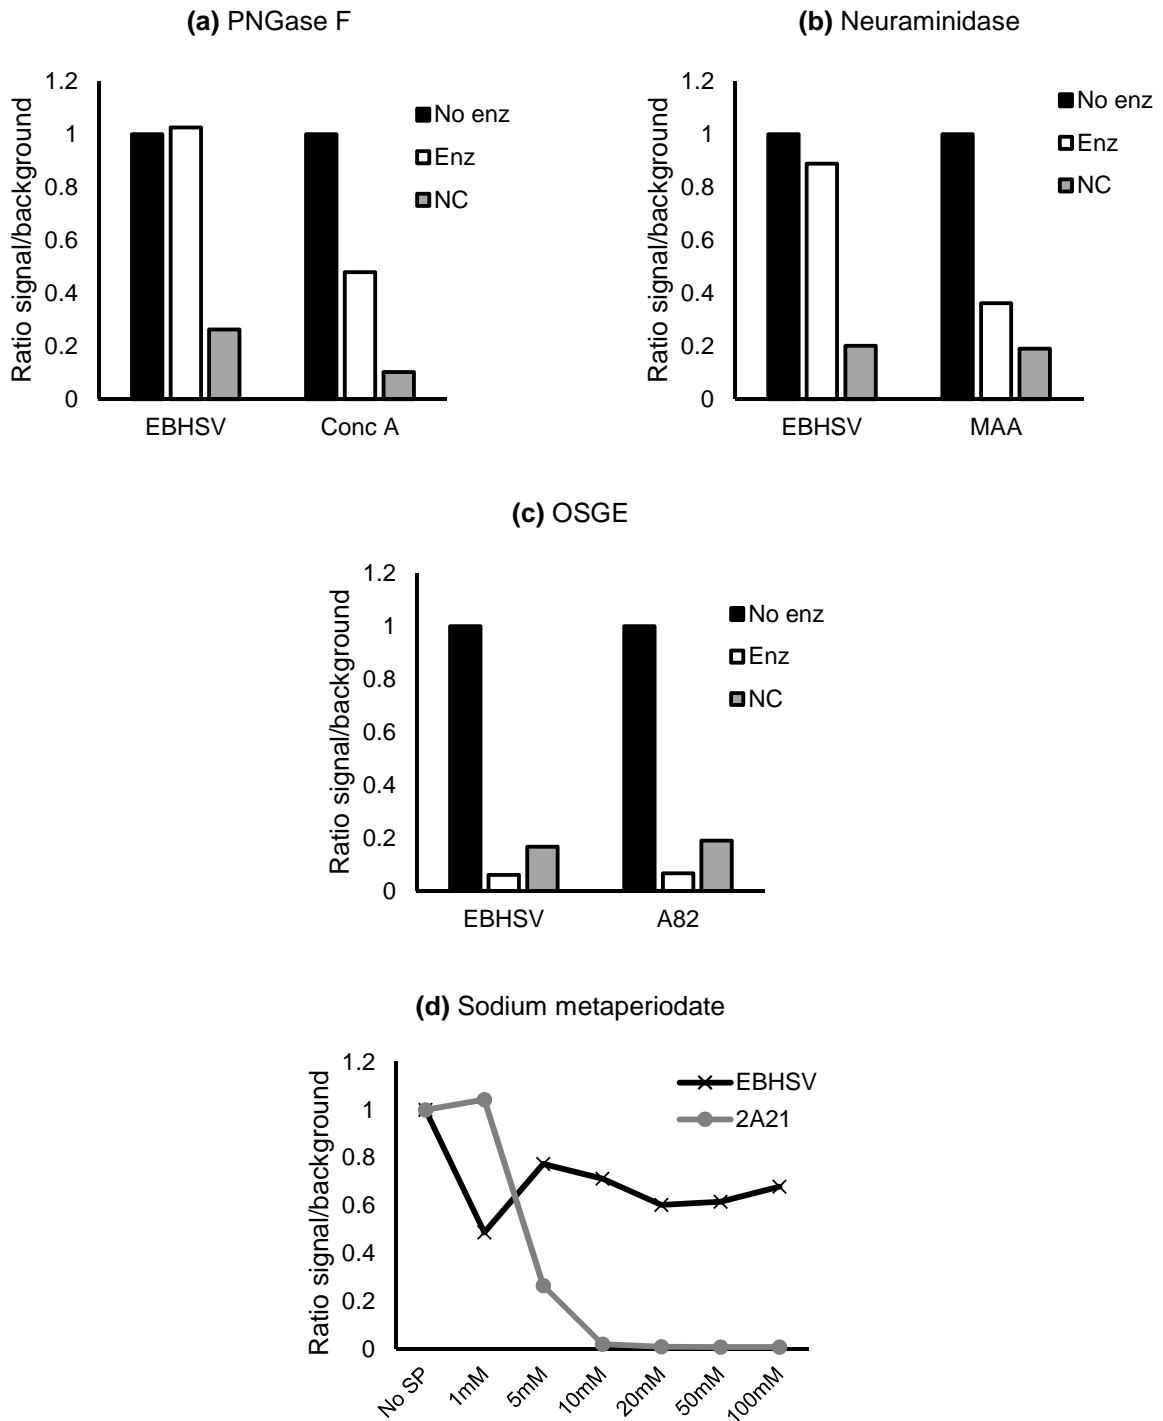 (a) PNGase F
Ratio signal/background
1.2
1
0.8
0.6
0.4
0.2
0
EBHSV
Conc A
No enz
Enz
NC
(b) Neuraminidase
Ratio signal/background
1.2
1
0.8
0.6
0.4
0.2
0
EBHSV
MAA
No enz
Enz
NC
(c) OSGE
Ratio signal/background
1.2
1
0.8
0.6
0.4
0.2
0
EBHSV
A82
No enz
Enz
NC
(d) Sodium metaperiodate
Ratio signal/background
1.2
1
0.8
0.6
0.4
0.2
0
No SP
1mM
5mM
10mM
20mM
50mM
100mM
EBHSV
2A21